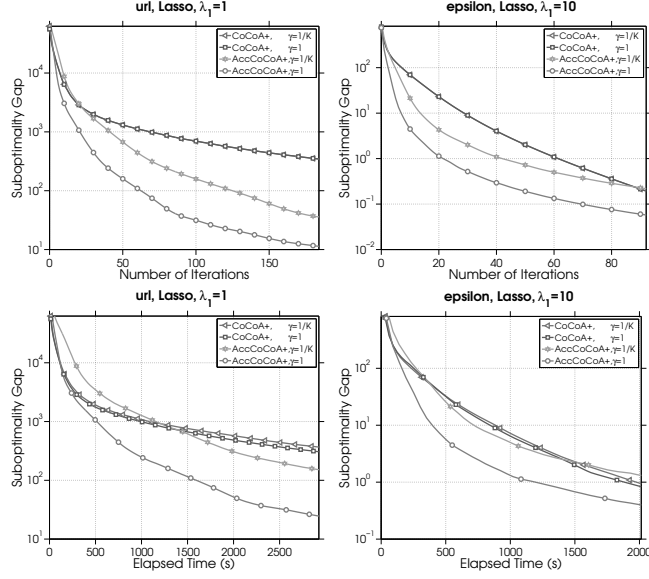 url, Lasso, λ1=1
10^4
10^3
10^2
10^1
Suboptimality Gap
50
100
150
Number of Iterations
CoCoA+, γ=1/K
CoCoA+, γ=1
AccCoCoA+,γ=1/K
AccCoCoA+,γ=1
epsilon, Lasso, λ1=10
10^2
10^0
10^-1
10^-2
Suboptimality Gap
0
20
40
60
80
Number of Iterations
CoCoA+, γ=1/K
CoCoA+, γ=1
AccCoCoA+,γ=1/K
AccCoCoA+,γ=1
url, Lasso, λ1=1
10^4
10^3
10^2
10^1
Suboptimality Gap
0
500
1000
1500
2000
2500
Elapsed Time (s)
CoCoA+, γ=1/K
CoCoA+, γ=1
AccCoCoA+,γ=1/K
AccCoCoA+,γ=1
epsilon, Lasso, λ1=10
10^2
10^1
10^0
10^-1
Suboptimality Gap
0
500
1000
1500
2000
Elapsed Time (s)
CoCoA+, γ=1/K
CoCoA+, γ=1
AccCoCoA+,γ=1/K
AccCoCoA+,γ=1